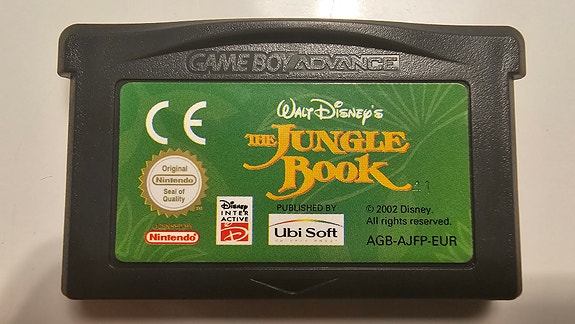 GAME BOY ADVANCE
CE
WALT DISNEY'S
THE JUNGLE
BOOK
Original
Nintendo
Seal of
Quality
Nintendo
Disney
INTER
ACTIVE
PUBLISHED BY
Ubi Soft
ENTERTAINMENT
© 2002 Disney.
All rights reserved.
AGB-AJFP-EUR